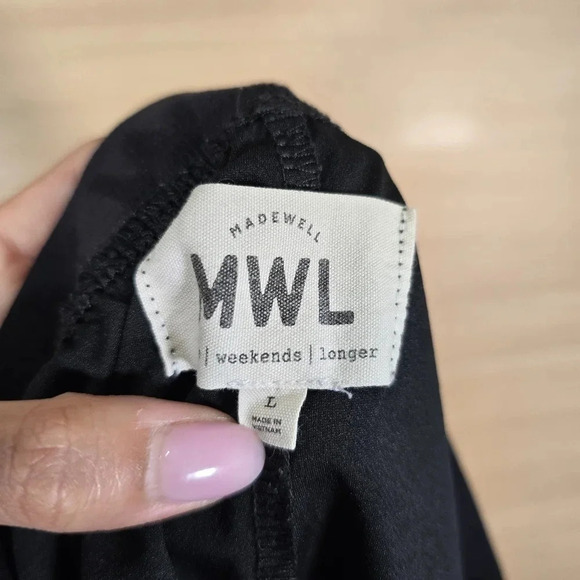 MADEWELL
MWL
| weekends | longer
L
MADE IN